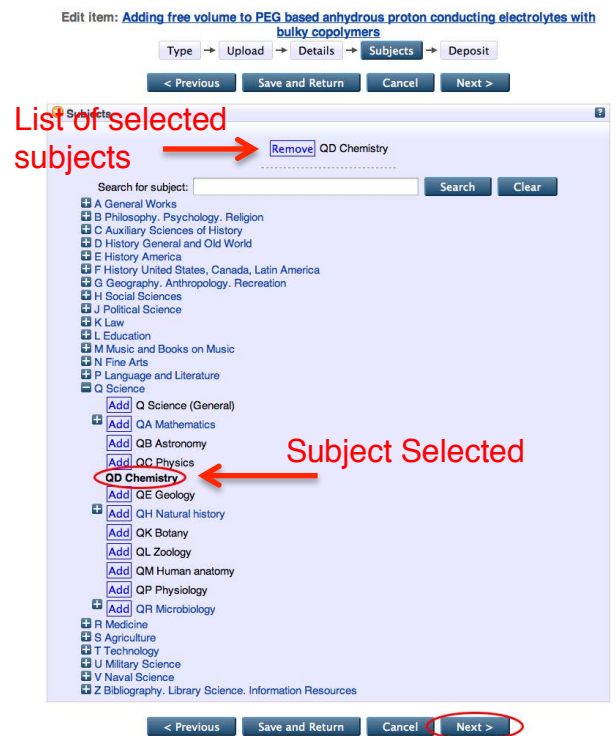 Edit item: Adding free volume to PEG based anhydrous proton conducting electrolytes with
bulky copolymers
Type → Upload → Details → Subjects → Deposit
< Previous Save and Return Cancel Next >
Subjects ?
List of selected
subjects
Remove QD Chemistry
Search for subject: Search Clear
A General Works
B Philosophy. Psychology. Religion
C Auxiliary Sciences of History
D History General and Old World
E History America
F History United States, Canada, Latin America
G Geography. Anthropology. Recreation
H Social Sciences
J Political Science
K Law
L Education
M Music and Books on Music
N Fine Arts
P Language and Literature
Q Science
Add Q Science (General)
Add QA Mathematics
Add QB Astronomy
Add QC Physics
Subject Selected
QD Chemistry
Add QE Geology
Add QH Natural history
Add QK Botany
Add QL Zoology
Add QM Human anatomy
Add QP Physiology
Add QR Microbiology
R Medicine
S Agriculture
T Technology
U Military Science
V Naval Science
Z Bibliography. Library Science. Information Resources
< Previous Save and Return Cancel Next >